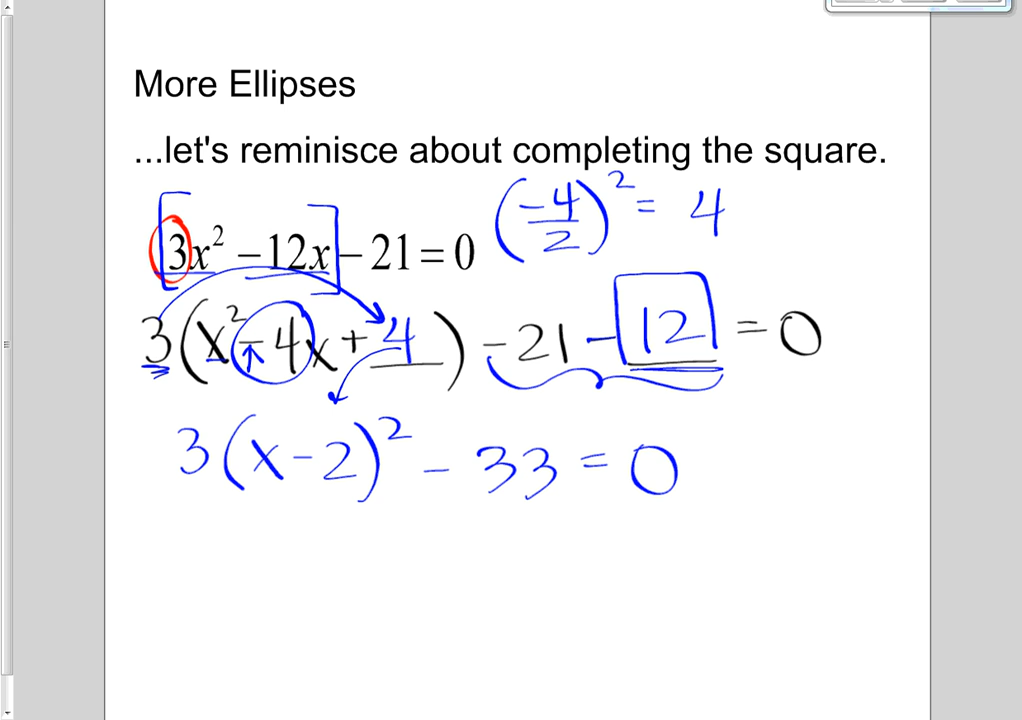 More Ellipses
...let's reminisce about completing the square.
3x² − 12x − 21 = 0 (-4/2)² = 4
3(x² − 4x + 4) − 21 − 12 = 0
3(x − 2)² − 33 = 0